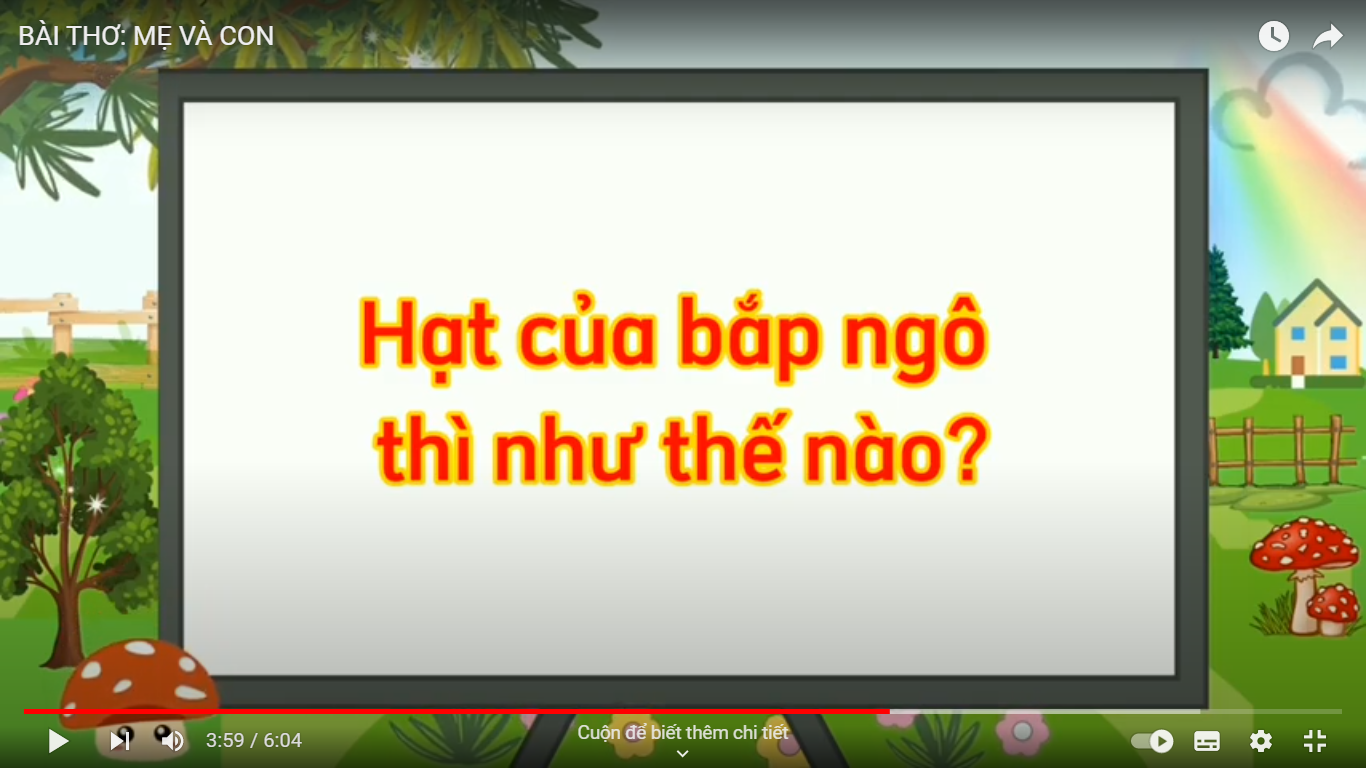 BÀI THƠ: MẸ VÀ CON
Hạt của bắp ngô
thì như thế nào?
Cuộn để biết thêm chi tiết
3:59 / 6:04